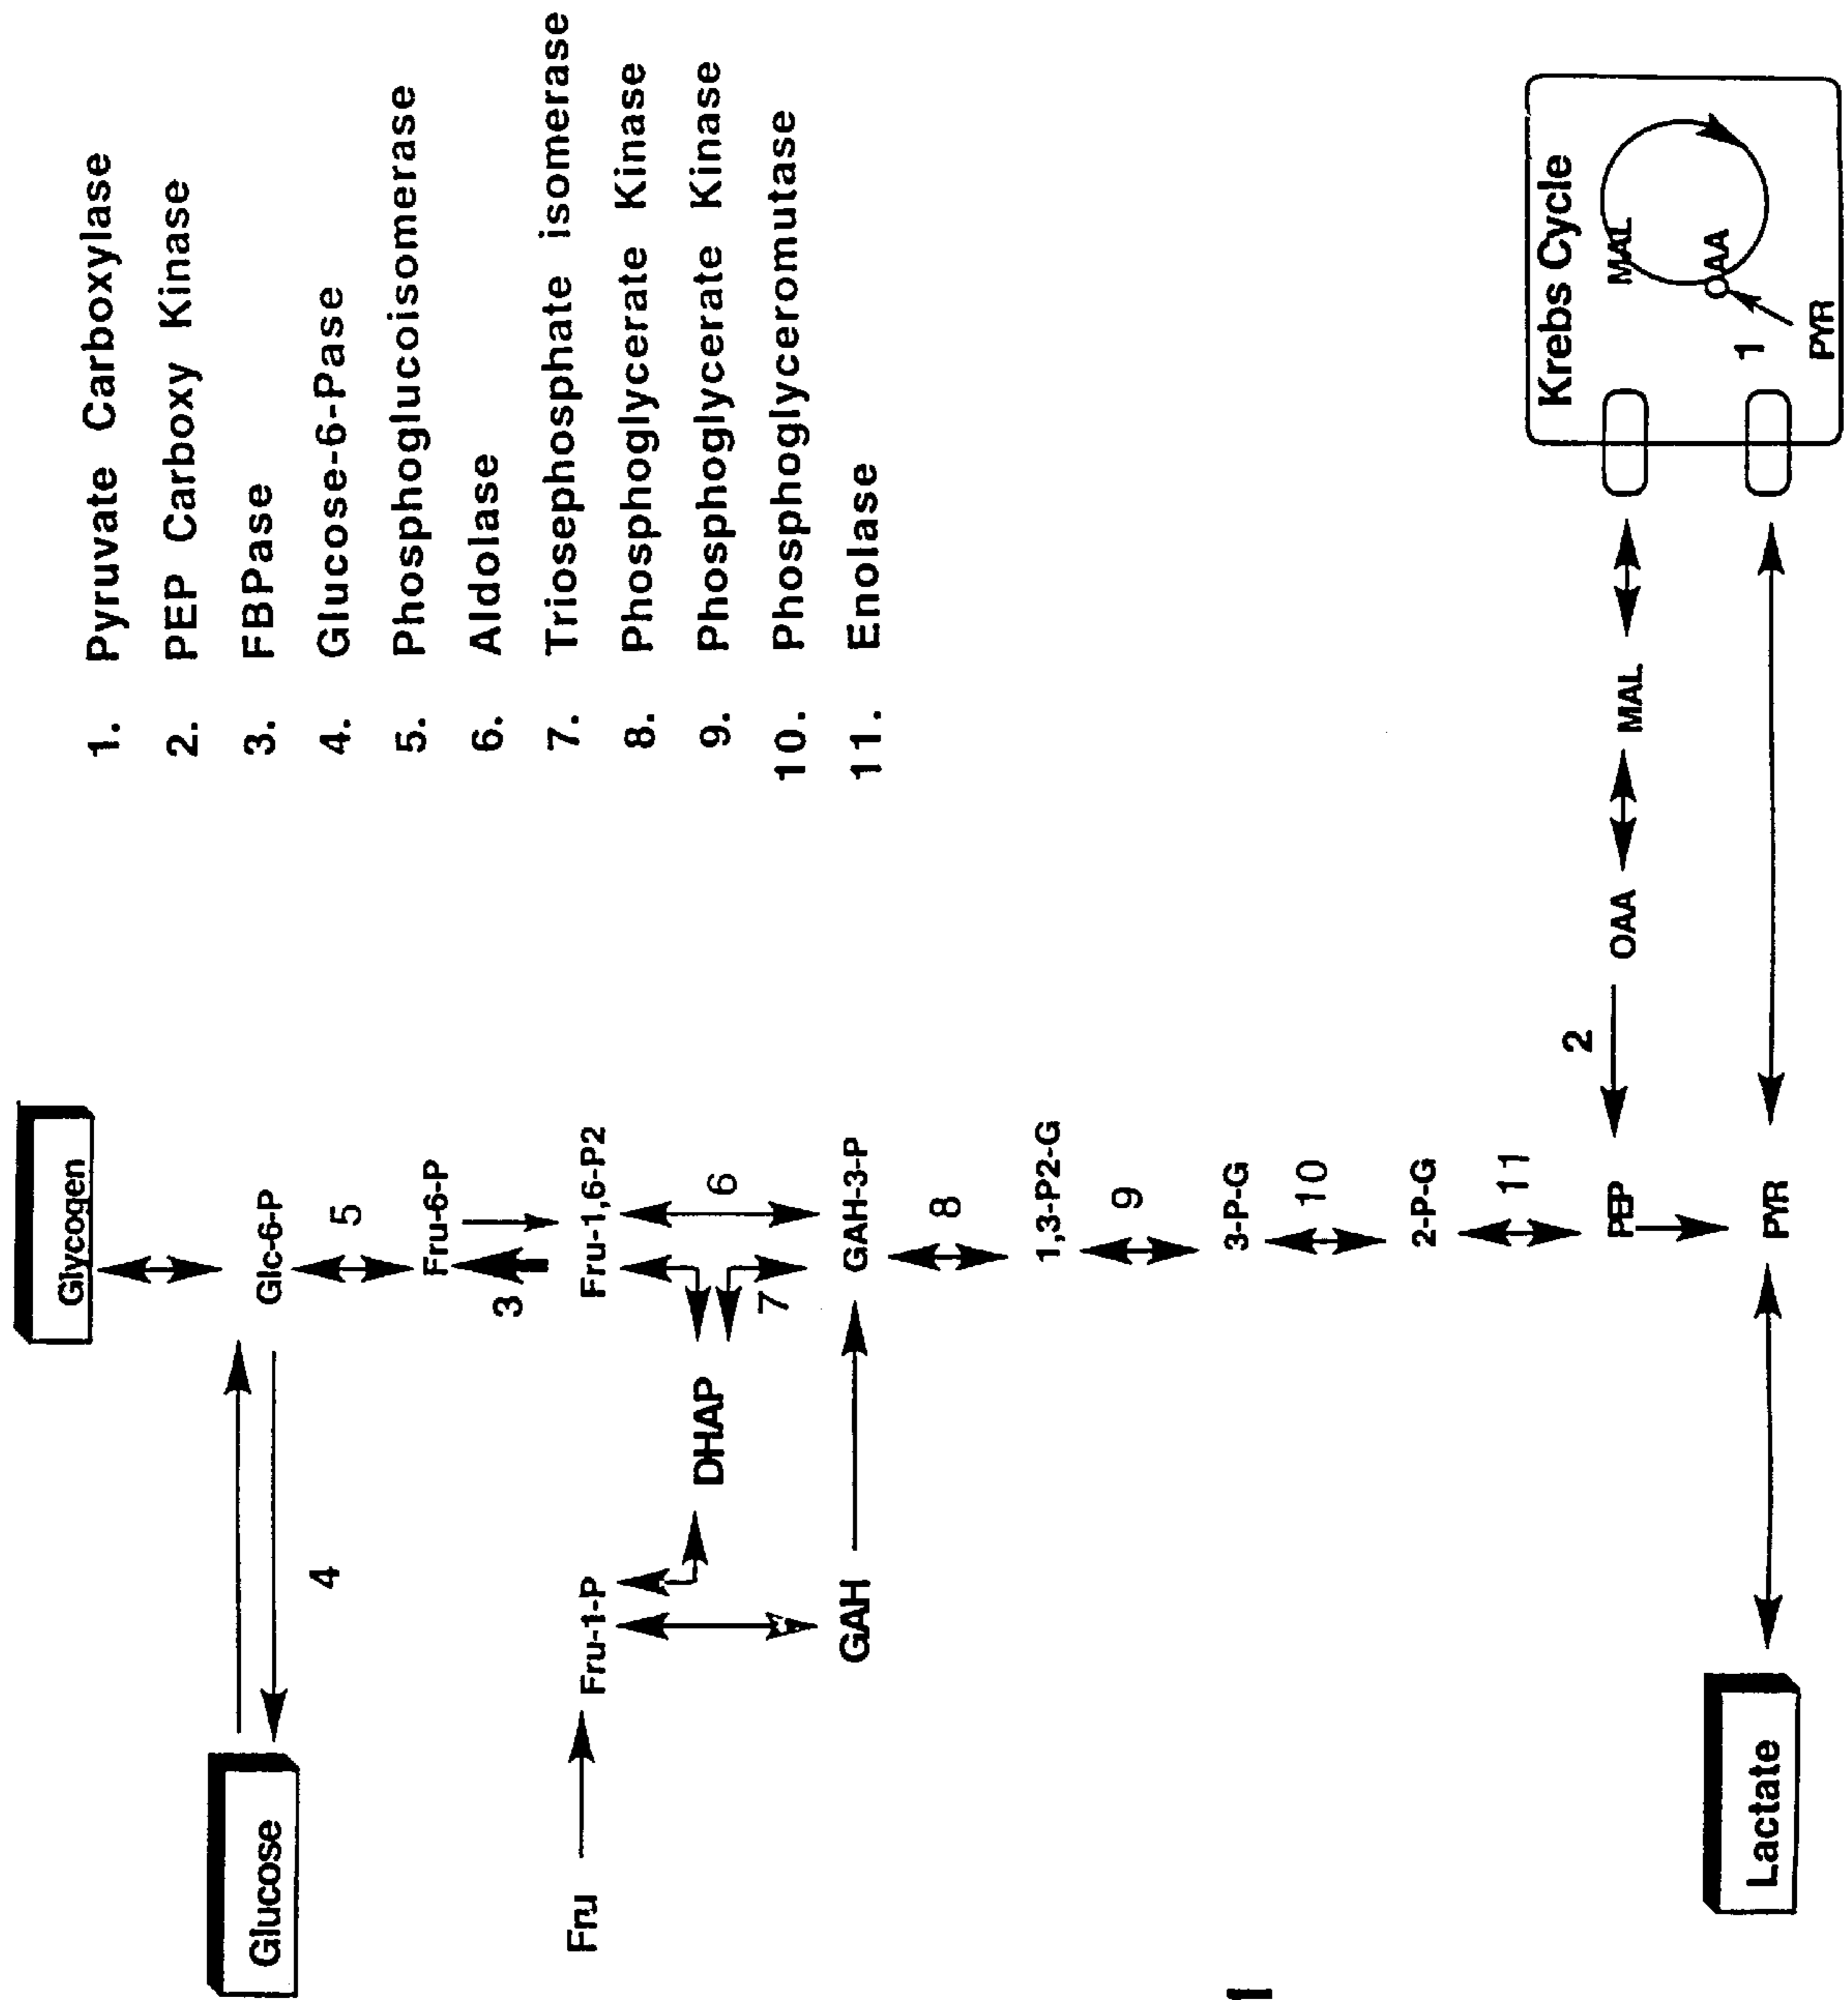 Glycogen
1. Pyruvate Carboxylase
2. PEP Carboxy Kinase
3. FBPase
4. Glucose-6-Pase
5. Phosphoglucoisomerase
6. Aldolase
7. Triosephosphate isomerase
8. Phosphoglycerate Kinase
9. Phosphoglycerate Kinase
10. Phosphoglyceromutase
11. Enolase
Glucose
Glc-6-P
4
5
Fru-6-P
3
Fru
Fru-1-P
Fru-1,6-P2
DHAP
6
7
GAH
GAH-3-P
8
1,3-P2-G
9
3-P-G
10
2-P-G
11
2
PEP
OAA
MAL
Krebs Cycle
MAL
OAA
1
PYR
Lactate
PYR